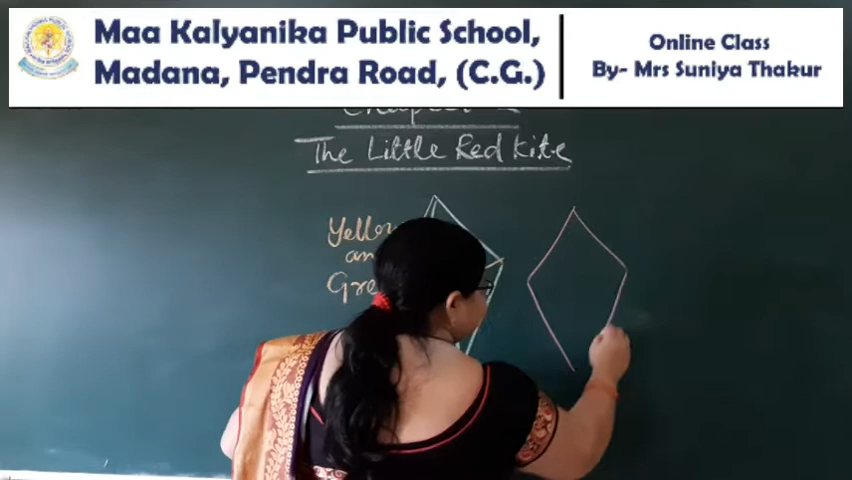 Maa Kalyanika Public School,
Madana, Pendra Road, (C.G.)
Online Class
By- Mrs Suniya Thakur
The Little Red Kite